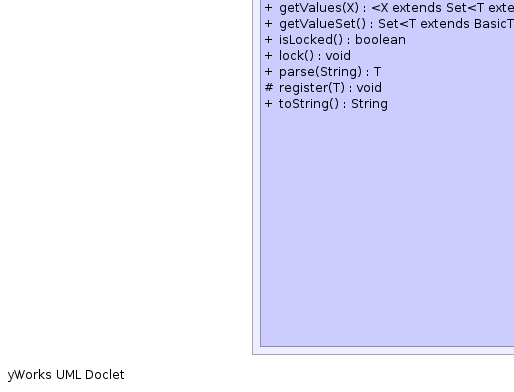 + getValues(X) : <X extends Set<T exte
+ getValueSet() : Set<T extends BasicT
+ isLocked() : boolean
+ lock() : void
+ parse(String) : T
# register(T) : void
+ toString() : String
yWorks UML Doclet